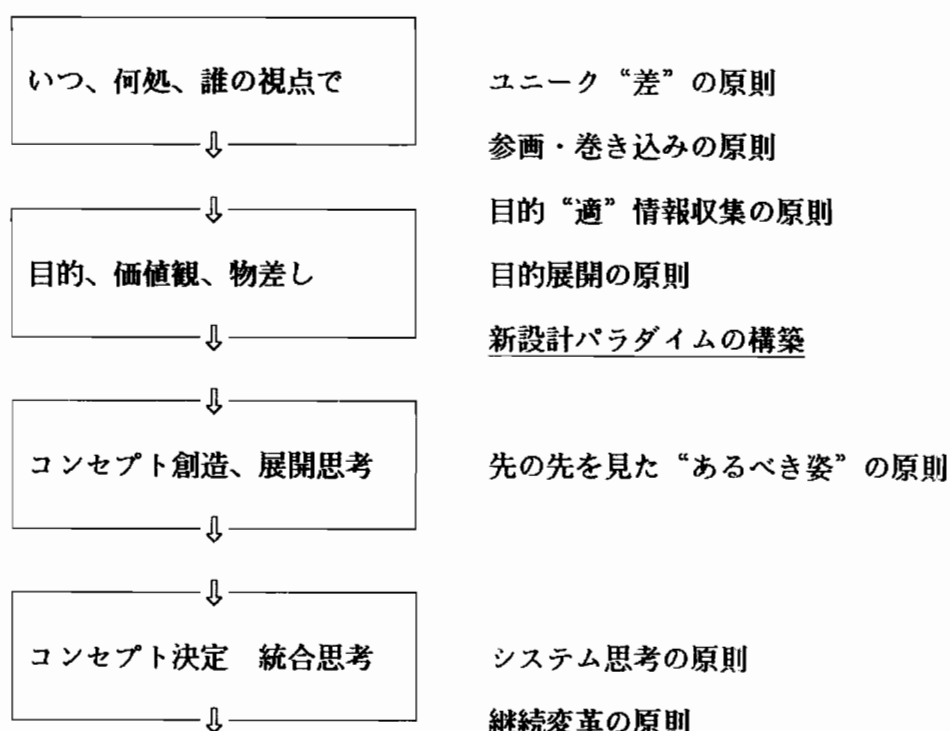 いつ、何処、誰の視点で
ユニーク“差”の原則
⇩
参画・巻き込みの原則
⇩
目的“適”情報収集の原則
目的、価値観、物差し
目的展開の原則
⇩
新設計パラダイムの構築
⇩
コンセプト創造、展開思考
先の先を見た“あるべき姿”の原則
⇩
⇩
コンセプト決定　統合思考
システム思考の原則
⇩
継続変革の原則